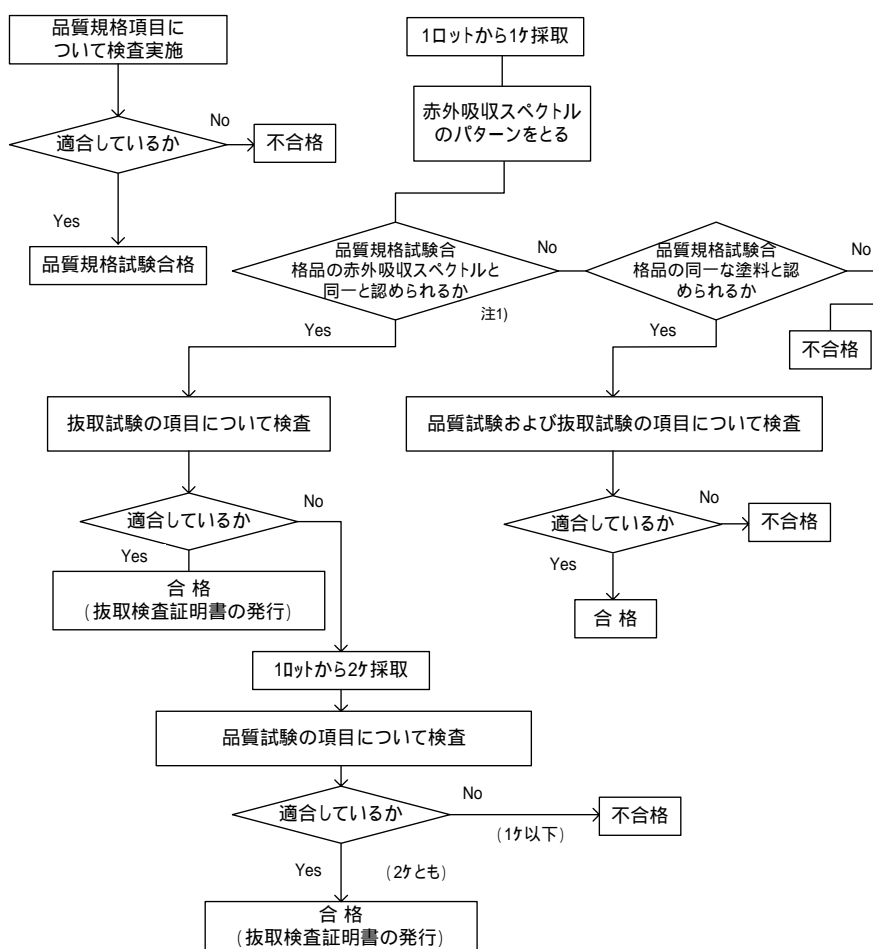 品質規格項目に
ついて検査実施
適合しているか
No
不合格
Yes
品質規格試験合格
1ロットから1ケ採取
赤外吸収スペクトル
のパターンをとる
品質規格試験合
格品の赤外吸収スペクトルと
同一と認められるか
注1)
No
品質規格試験合
格品の同一な塗料と認
められるか
No
不合格
Yes
Yes
抜取試験の項目について検査
品質試験および抜取試験の項目について検査
適合しているか
No
Yes
合 格
(抜取検査証明書の発行)
適合しているか
No
不合格
Yes
合 格
1ロットから2ケ採取
品質試験の項目について検査
適合しているか
No
(1ケ以下)
不合格
Yes
(2ケとも)
合 格
(抜取検査証明書の発行)